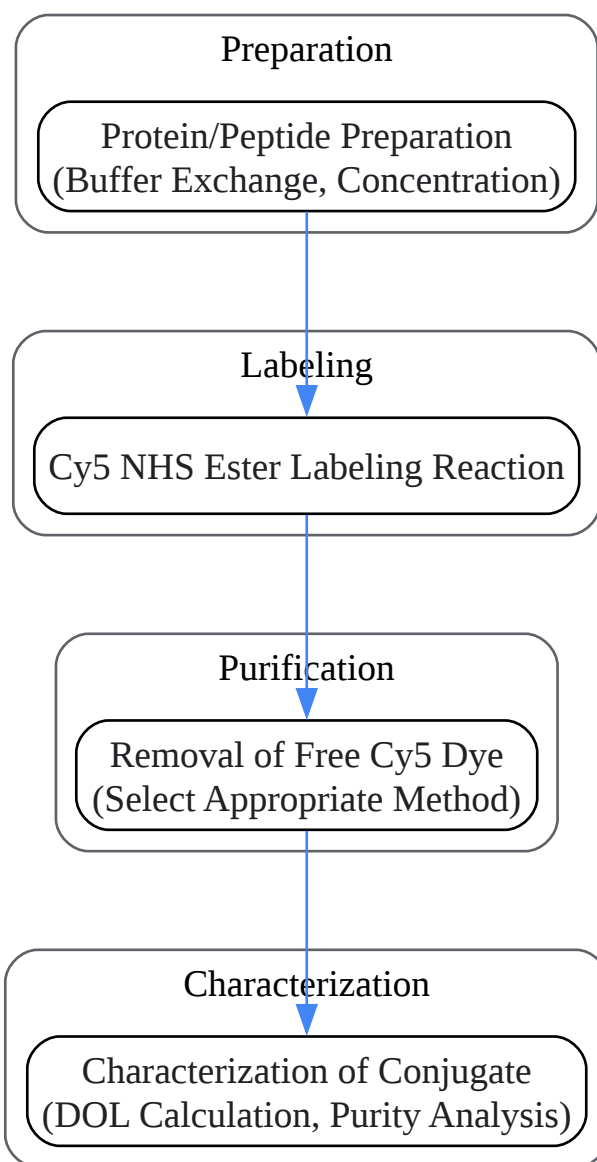 Preparation
Protein/Peptide Preparation
(Buffer Exchange, Concentration)
Labeling
Cy5 NHS Ester Labeling Reaction
Purification
Removal of Free Cy5 Dye
(Select Appropriate Method)
Characterization
Characterization of Conjugate
(DOL Calculation, Purity Analysis)